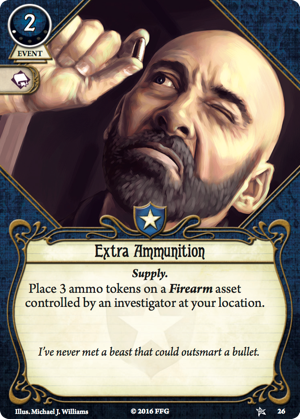 2
EVENT
Extra Ammunition
Supply.
Place 3 ammo tokens on a Firearm asset
controlled by an investigator at your location.
I've never met a beast that could outsmart a bullet.
Illus. Michael J. Williams
© 2016 FFG
26